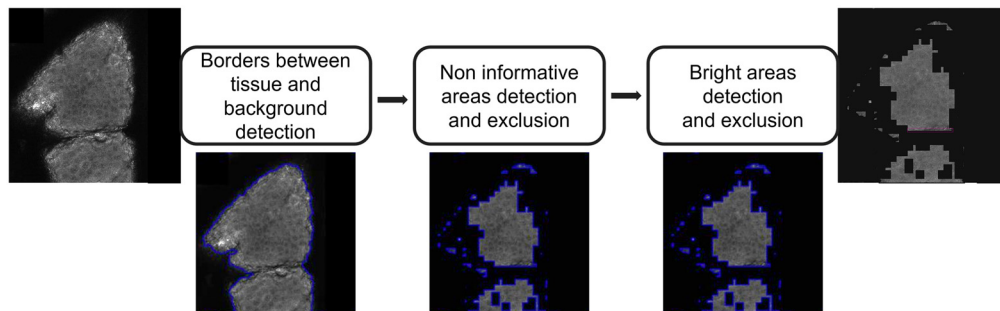 Borders between
tissue and
background
detection
Non informative
areas detection
and exclusion
Bright areas
detection
and exclusion